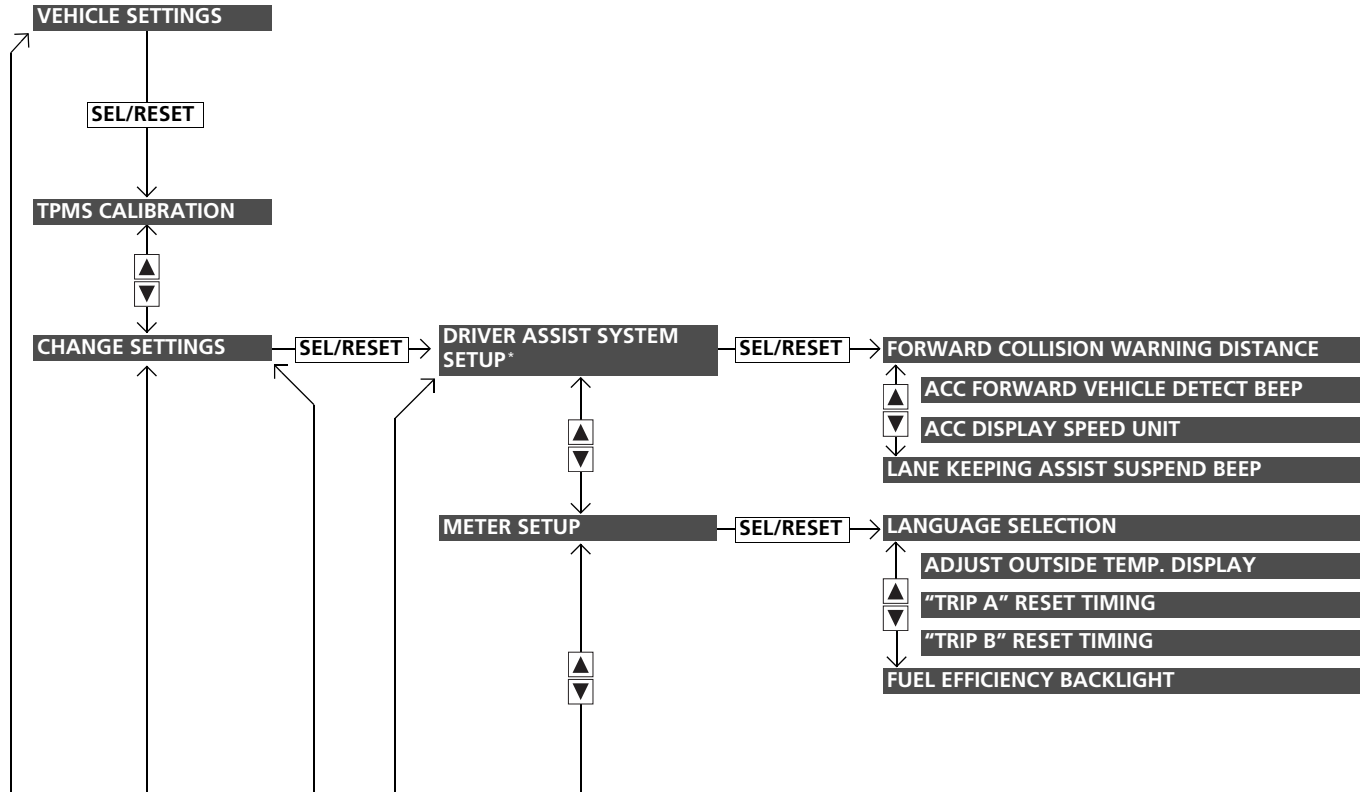 VEHICLE SETTINGS
SEL/RESET
TPMS CALIBRATION
▲
▼
CHANGE SETTINGS
SEL/RESET
DRIVER ASSIST SYSTEM
SETUP*
SEL/RESET
FORWARD COLLISION WARNING DISTANCE
▲
▼
ACC FORWARD VEHICLE DETECT BEEP
ACC DISPLAY SPEED UNIT
LANE KEEPING ASSIST SUSPEND BEEP
▲
▼
METER SETUP
SEL/RESET
LANGUAGE SELECTION
▲
▼
ADJUST OUTSIDE TEMP. DISPLAY
“TRIP A” RESET TIMING
“TRIP B” RESET TIMING
FUEL EFFICIENCY BACKLIGHT
▲
▼